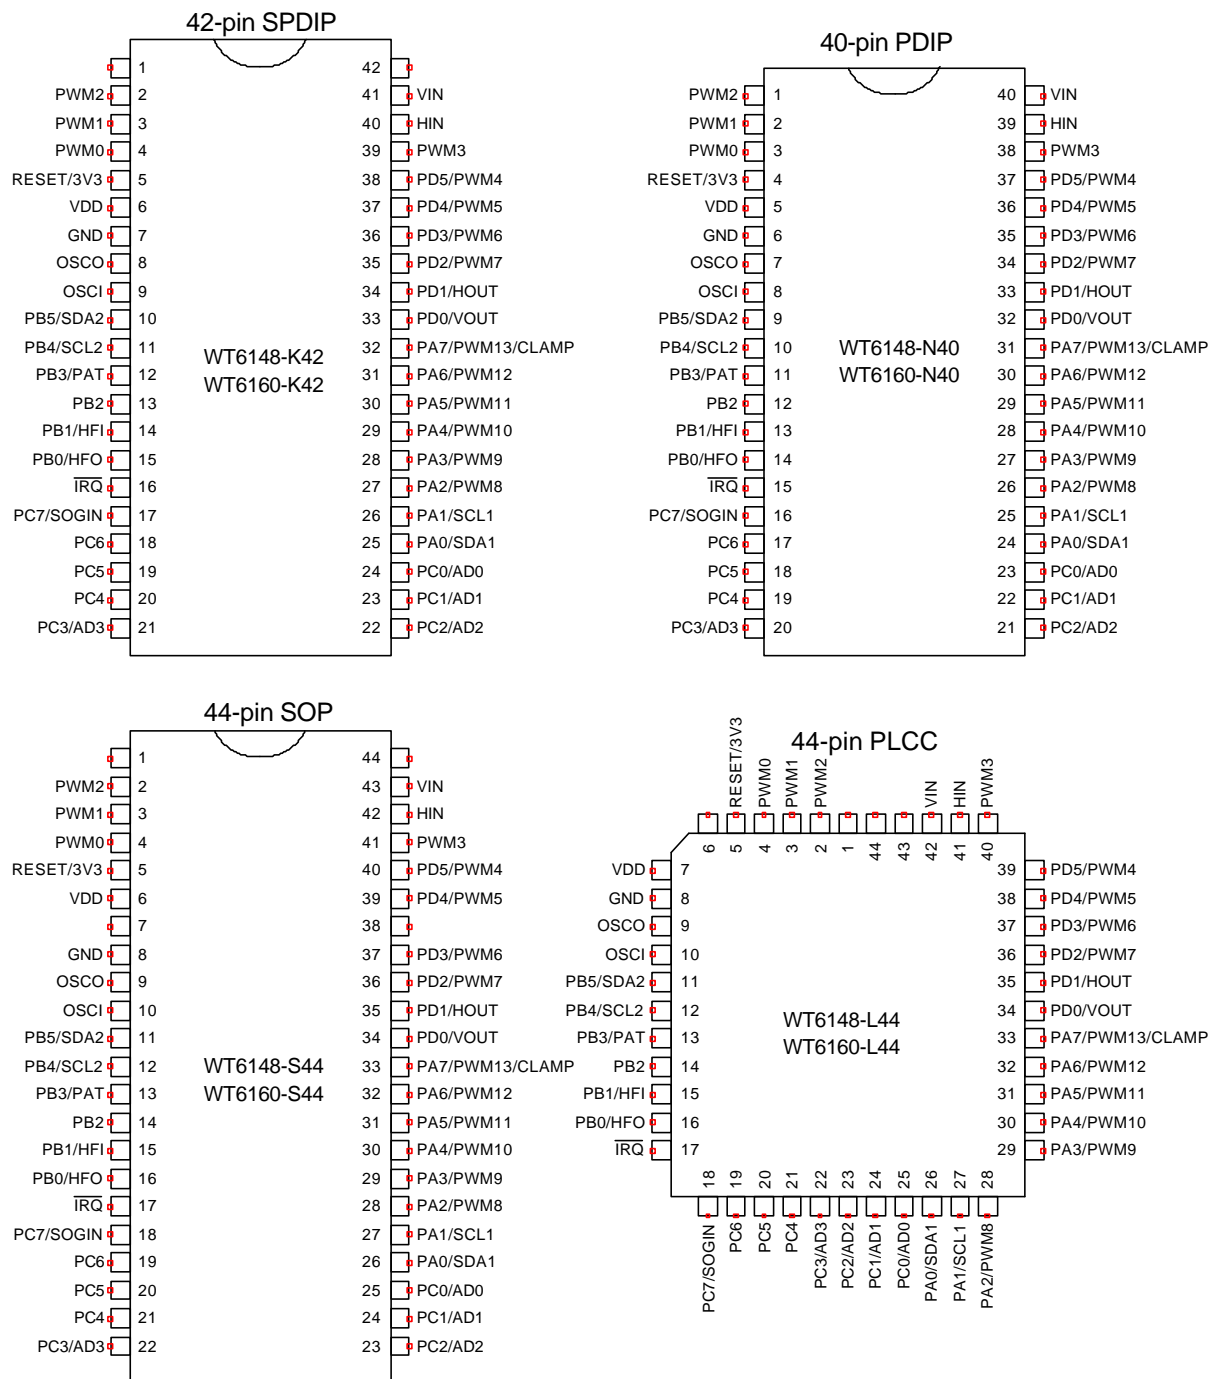 42-pin SPDIP
1 42
PWM2 2 41 VIN
PWM1 3 40 HIN
PWM0 4 39 PWM3
RESET/3V3 5 38 PD5/PWM4
VDD 6 37 PD4/PWM5
GND 7 36 PD3/PWM6
OSCO 8 35 PD2/PWM7
OSCI 9 34 PD1/HOUT
PB5/SDA2 10 33 PD0/VOUT
PB4/SCL2 11 32 PA7/PWM13/CLAMP
PB3/PAT 12 31 PA6/PWM12
PB2 13 30 PA5/PWM11
PB1/HFI 14 29 PA4/PWM10
PB0/HFO 15 28 PA3/PWM9
IRQ 16 27 PA2/PWM8
PC7/SOGIN 17 26 PA1/SCL1
PC6 18 25 PA0/SDA1
PC5 19 24 PC0/AD0
PC4 20 23 PC1/AD1
PC3/AD3 21 22 PC2/AD2
WT6148-K42
WT6160-K42
40-pin PDIP
PWM2 1 40 VIN
PWM1 2 39 HIN
PWM0 3 38 PWM3
RESET/3V3 4 37 PD5/PWM4
VDD 5 36 PD4/PWM5
GND 6 35 PD3/PWM6
OSCO 7 34 PD2/PWM7
OSCI 8 33 PD1/HOUT
PB5/SDA2 9 32 PD0/VOUT
PB4/SCL2 10 31 PA7/PWM13/CLAMP
PB3/PAT 11 30 PA6/PWM12
PB2 12 29 PA5/PWM11
PB1/HFI 13 28 PA4/PWM10
PB0/HFO 14 27 PA3/PWM9
IRQ 15 26 PA2/PWM8
PC7/SOGIN 16 25 PA1/SCL1
PC6 17 24 PA0/SDA1
PC5 18 23 PC0/AD0
PC4 19 22 PC1/AD1
PC3/AD3 20 21 PC2/AD2
WT6148-N40
WT6160-N40
44-pin SOP
1 44
PWM2 2 43 VIN
PWM1 3 42 HIN
PWM0 4 41 PWM3
RESET/3V3 5 40 PD5/PWM4
VDD 6 39 PD4/PWM5
7 38
GND 8 37 PD3/PWM6
OSCO 9 36 PD2/PWM7
OSCI 10 35 PD1/HOUT
PB5/SDA2 11 34 PD0/VOUT
PB4/SCL2 12 33 PA7/PWM13/CLAMP
PB3/PAT 13 32 PA6/PWM12
PB2 14 31 PA5/PWM11
PB1/HFI 15 30 PA4/PWM10
PB0/HFO 16 29 PA3/PWM9
IRQ 17 28 PA2/PWM8
PC7/SOGIN 18 27 PA1/SCL1
PC6 19 26 PA0/SDA1
PC5 20 25 PC0/AD0
PC4 21 24 PC1/AD1
PC3/AD3 22 23 PC2/AD2
WT6148-S44
WT6160-S44
44-pin PLCC
RESET/3V3 PWM0 PWM1 PWM2 VIN HIN PWM3
6 5 4 3 2 1 44 43 42 41 40
VDD 7 39 PD5/PWM4
GND 8 38 PD4/PWM5
OSCO 9 37 PD3/PWM6
OSCI 10 36 PD2/PWM7
PB5/SDA2 11 35 PD1/HOUT
PB4/SCL2 12 34 PD0/VOUT
PB3/PAT 13 33 PA7/PWM13/CLAMP
PB2 14 32 PA6/PWM12
PB1/HFI 15 31 PA5/PWM11
PB0/HFO 16 30 PA4/PWM10
IRQ 17 29 PA3/PWM9
WT6148-L44
WT6160-L44
18 19 20 21 22 23 24 25 26 27 28
PC7/SOGIN PC6 PC5 PC4 PC3/AD3 PC2/AD2 PC1/AD1 PC0/AD0 PA0/SDA1 PA1/SCL1 PA2/PWM8